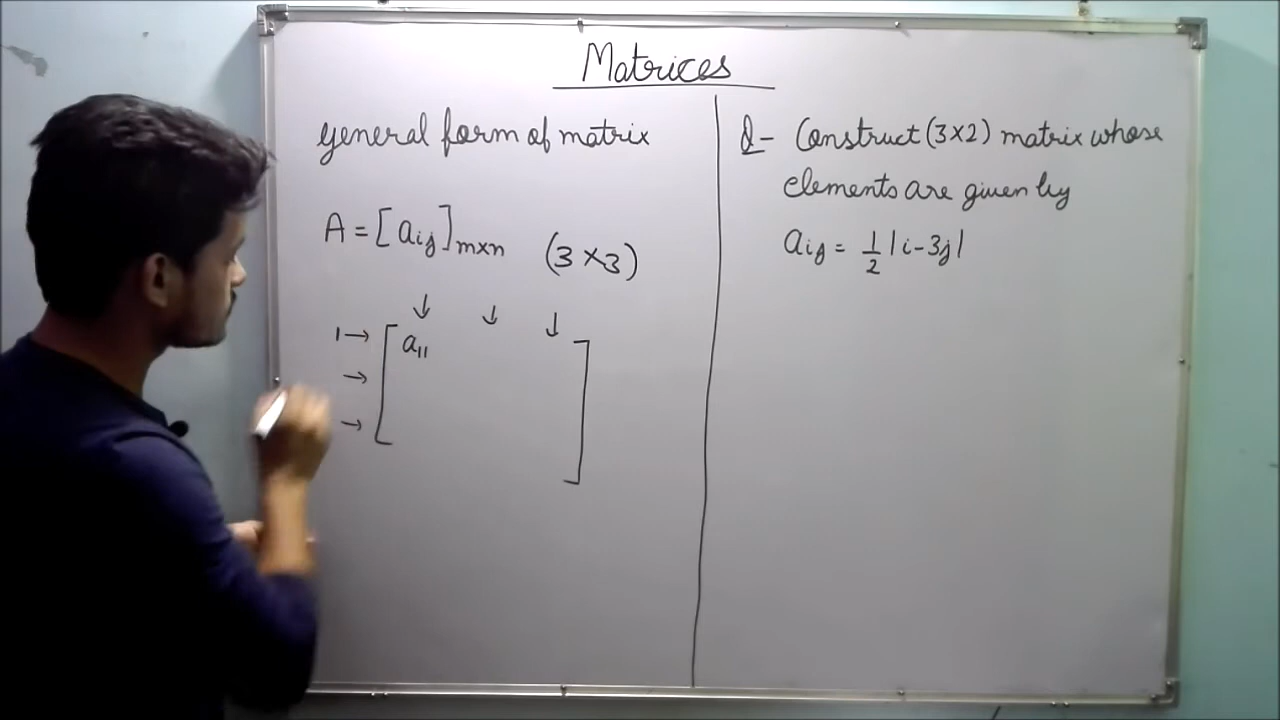 Matrices
general form of matrix
A = [aij]m×n (3×3)
↓ ↓ ↓
1→ [a11 ]
→
→
Q- Construct (3×2) matrix whose
elements are given by
aij = 1/2 |i-3j|